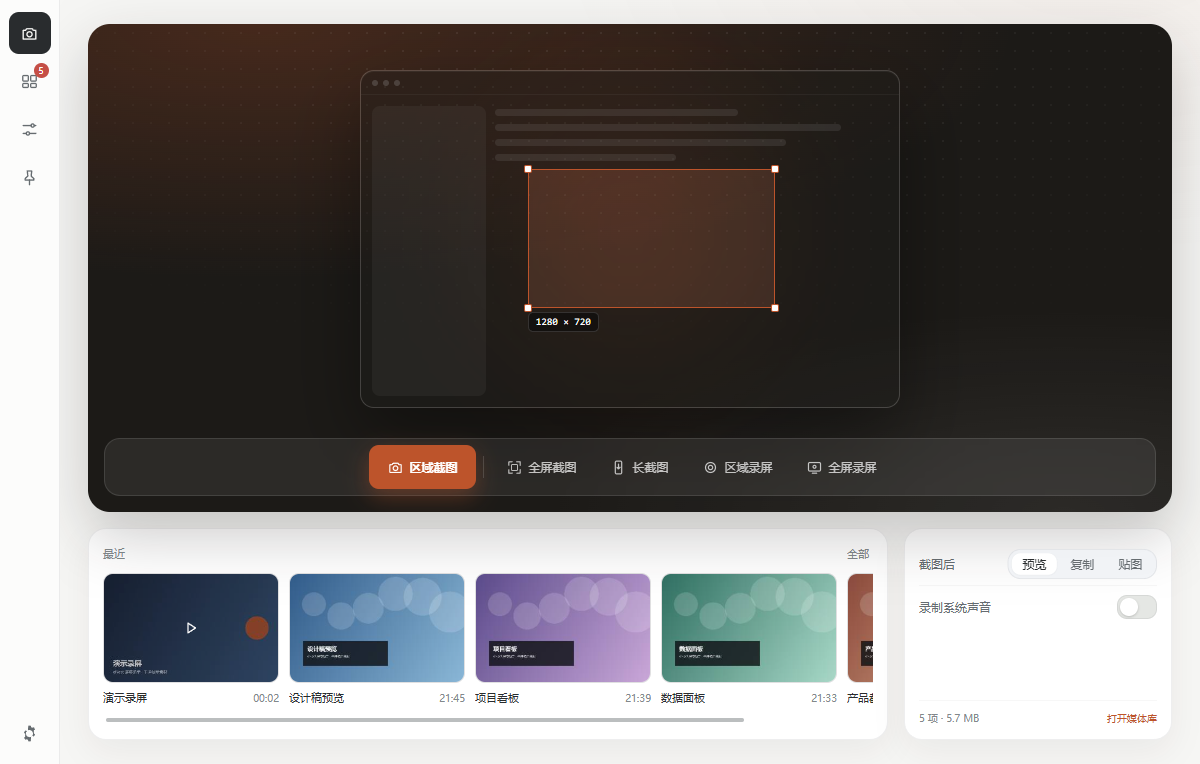 5
1280 × 720
区域截图
全屏截图
长截图
区域录屏
全屏录屏
最近
全部
演示录屏
设计稿预览
项目看板
数据面板
演示录屏 00:02
设计稿预览 21:45
项目看板 21:39
数据面板 21:33
截图后
预览
复制
贴图
录制系统声音
5 项 · 5.7 MB
打开媒体库